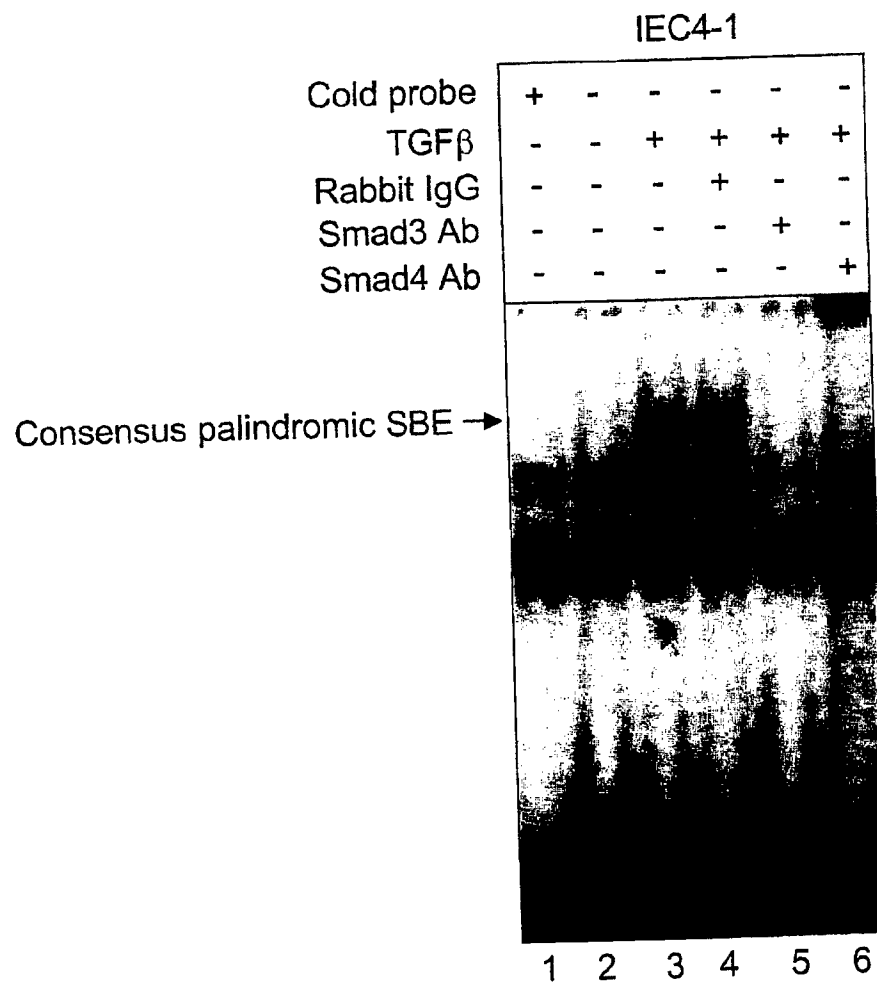 IEC4-1
Cold probe + - - - - -
TGFβ - - + + + +
Rabbit IgG - - - + - -
Smad3 Ab - - - - + -
Smad4 Ab - - - - - +
Consensus palindromic SBE
1 2 3 4 5 6